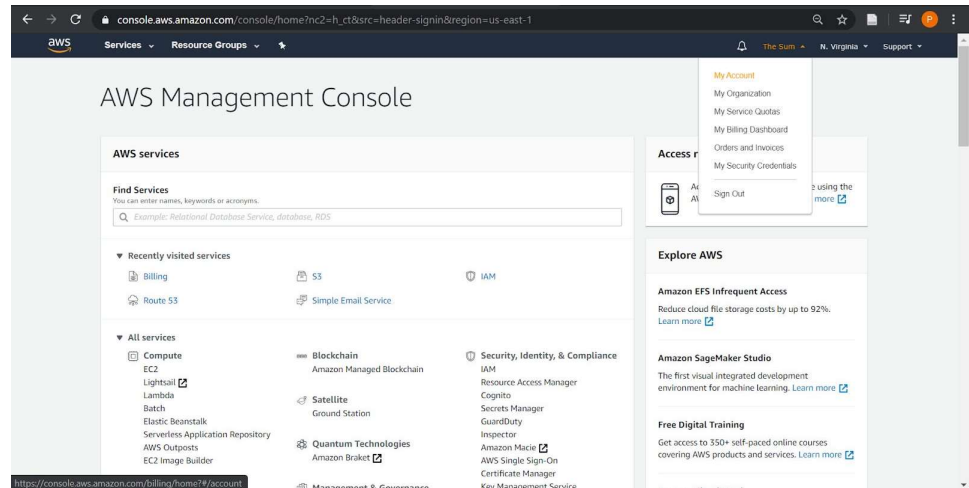 console.aws.amazon.com/console/home?nc2=h_ct&src=header-signin&region=us-east-1
P
aws
Services
Resource Groups
The Sum
N. Virginia
Support
My Account
My Organization
My Service Quotas
My Billing Dashboard
Orders and Invoices
My Security Credentials
Sign Out
AWS Management Console
AWS services
Find Services
You can enter names, keywords or acronyms.
Example: Relational Database Service, database, RDS
Recently visited services
Billing
S3
IAM
Route 53
Simple Email Service
All services
Compute
EC2
Lightsail
Lambda
Batch
Elastic Beanstalk
Serverless Application Repository
AWS Outposts
EC2 Image Builder
Blockchain
Amazon Managed Blockchain
Satellite
Ground Station
Quantum Technologies
Amazon Braket
Management & Governance
Security, Identity, & Compliance
IAM
Resource Access Manager
Cognito
Secrets Manager
GuardDuty
Inspector
Amazon Macie
AWS Single Sign-On
Certificate Manager
Key Management Service
Access
using the
more
Explore AWS
Amazon EFS Infrequent Access
Reduce cloud file storage costs by up to 92%.
Learn more
Amazon SageMaker Studio
The first visual integrated development
environment for machine learning. Learn more
Free Digital Training
Get access to 350+ self-paced online courses
covering AWS products and services. Learn more
https://console.aws.amazon.com/billing/home?#/account